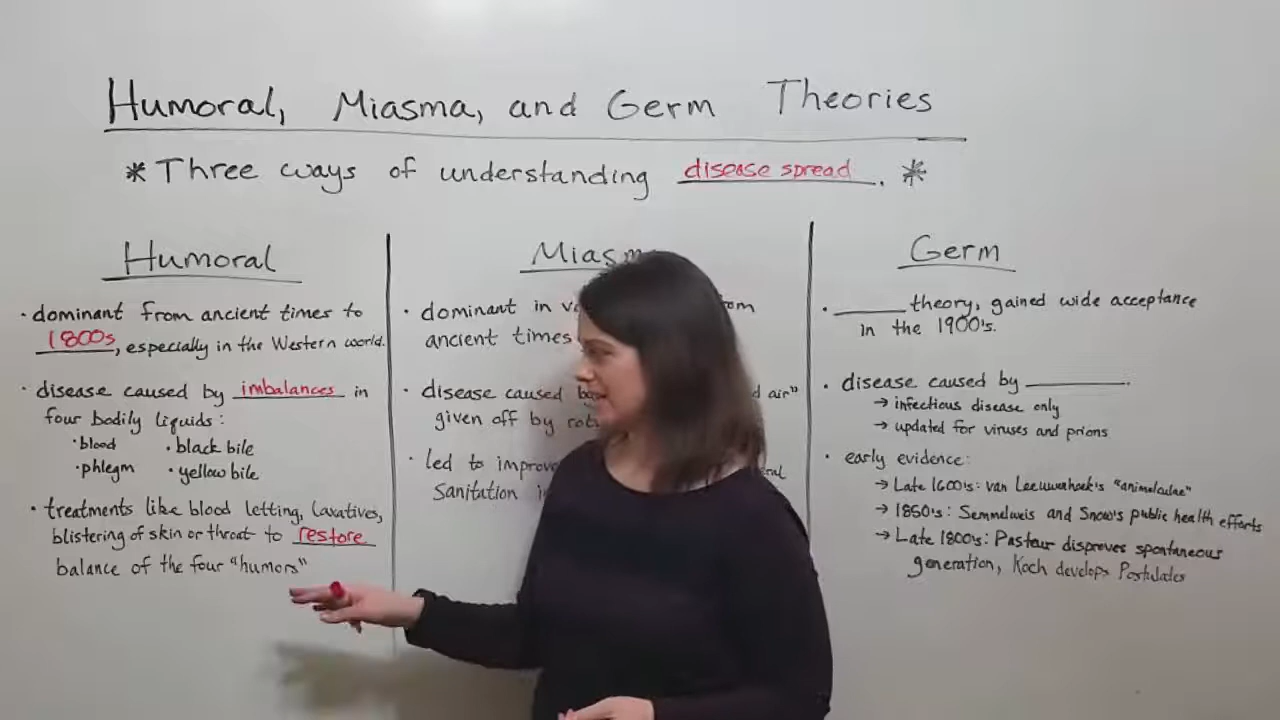 Humoral, Miasma, and Germ Theories
* Three ways of understanding disease spread. *
Humoral
· dominant from ancient times to
1800s, especially in the Western world.
· disease caused by imbalances in
four bodily liquids:
· blood · black bile
· phlegm · yellow bile
· treatments like blood letting, laxatives,
blistering of skin or throat to restore
balance of the four "humors"
Miasm
· dominant in
ancient times
· disease caused air"
given off by
· led to
Sanitation
Germ
· ______ theory, gained wide acceptance
in the 1900's.
· disease caused by ________.
→ infectious disease only
→ updated for viruses and prions
· early evidence:
→ Late 1600's: van Leeuwenhoek's "animalculae"
→ 1850's: Semmelweis and Snow's public health efforts
→ Late 1800's: Pasteur disproves spontaneous
generation, Koch develops Postulates